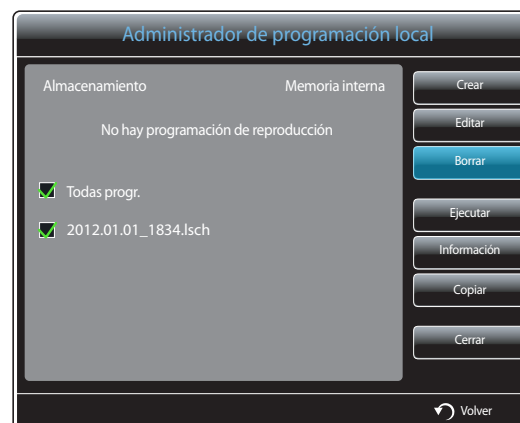 Administrador de programación local
Almacenamiento Memoria interna
No hay programación de reproducción
Todas progr.
2012.01.01_1834.lsch
Crear
Editar
Borrar
Ejecutar
Información
Copiar
Cerrar
Volver